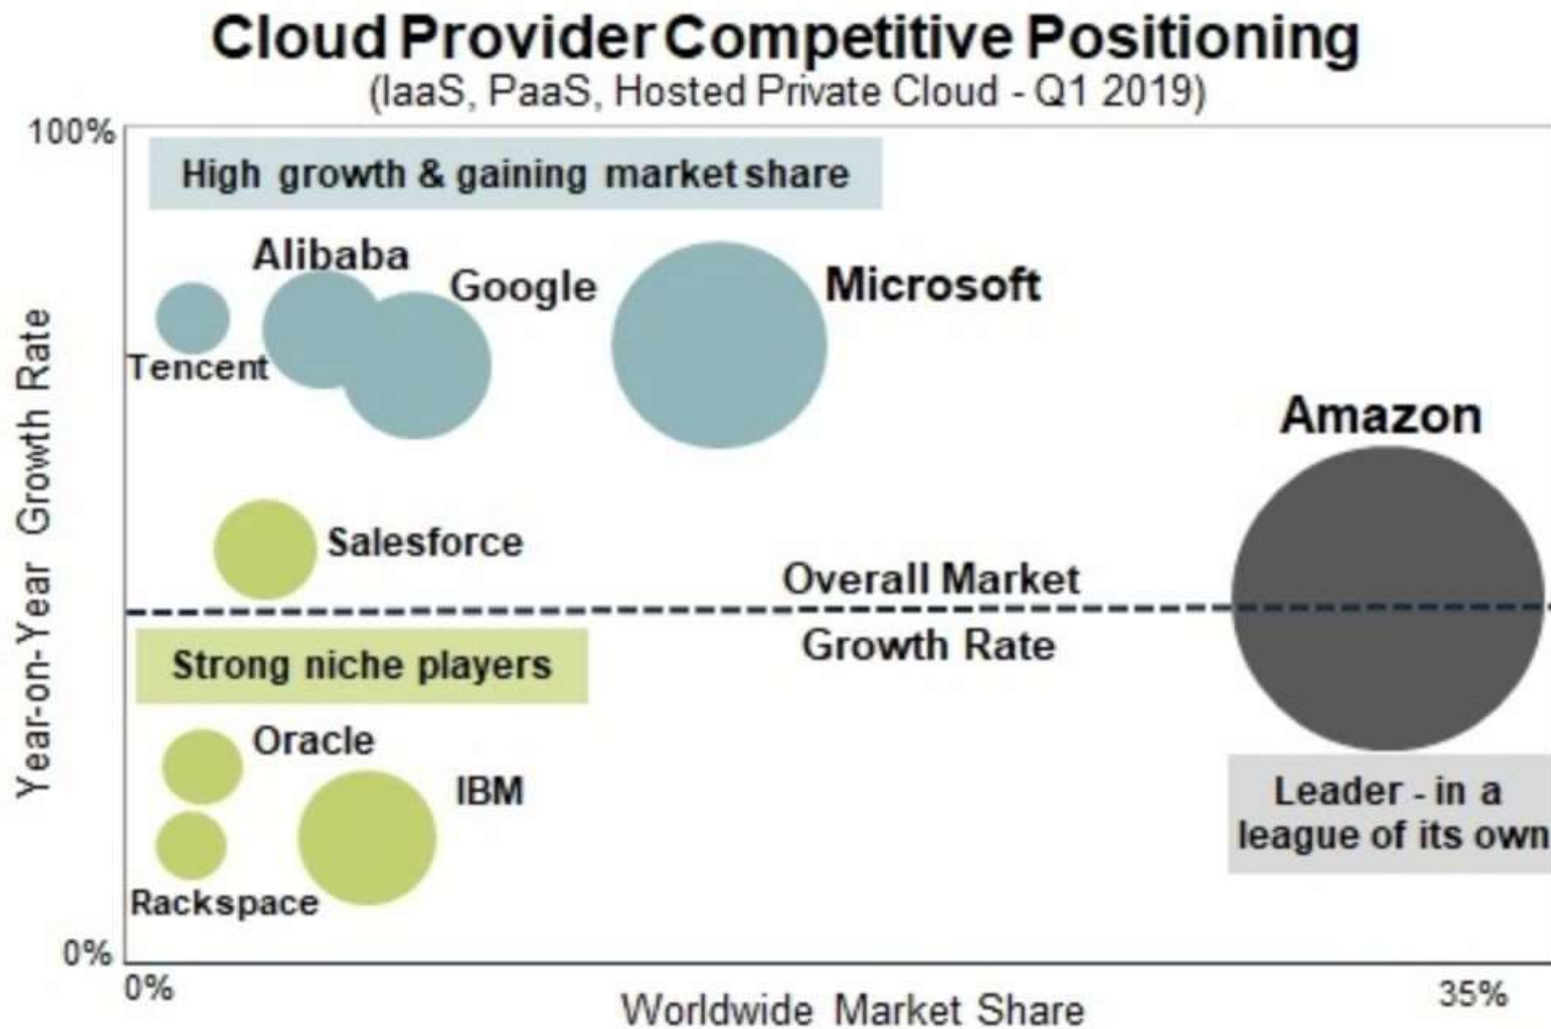 Cloud Provider Competitive Positioning
(IaaS, PaaS, Hosted Private Cloud - Q1 2019)
100%
High growth & gaining market share
Alibaba
Google
Microsoft
Tencent
Amazon
Salesforce
Overall Market
Growth Rate
Strong niche players
Oracle
IBM
Leader - in a
league of its own
Rackspace
Year-on-Year Growth Rate
0%
0%
35%
Worldwide Market Share